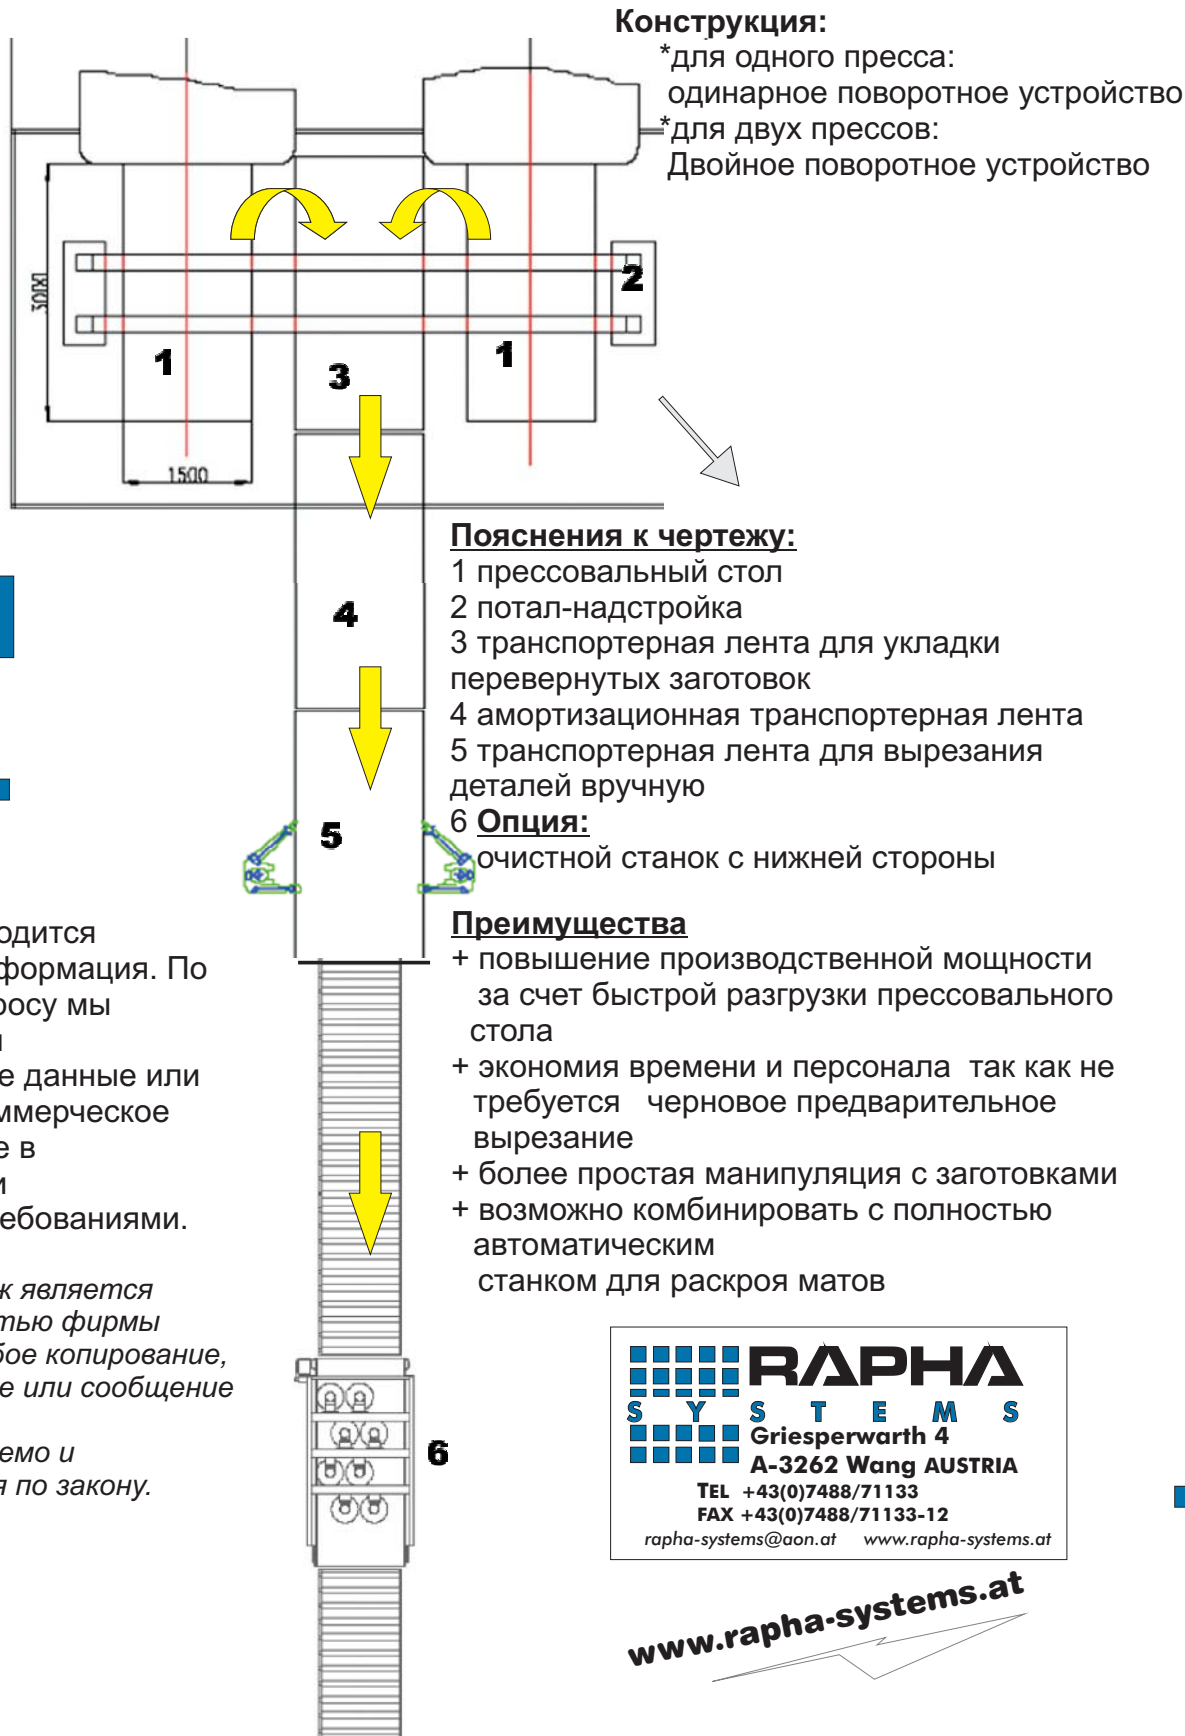 Конструкция:
*для одного пресса:
одинарное поворотное устройство
*для двух прессов:
Двойное поворотное устройство
3000
2
1
3
1
1500
Пояснения к чертежу:
1 прессовальный стол
2 потал-надстройка
3 транспортерная лента для укладки
перевернутых заготовок
4 амортизационная транспортерная лента
5 транспортерная лента для вырезания
деталей вручную
6 Опция:
очистной станок с нижней стороны
4
5
Преимущества
+ повышение производственной мощности
за счет быстрой разгрузки прессовального
стола
+ экономия времени и персонала так как не
требуется черновое предварительное
вырезание
+ более простая манипуляция с заготовками
+ возможно комбинировать с полностью
автоматическим
станком для раскроя матов
одится
формация. По
росу мы
е данные или
ммерческое
е в
и
ребованиями.
ж является
тью фирмы
бое копирование,
е или сообщение
емо и
я по закону.
6
RAPHA
SYSTEMS
Griesperwarth 4
A-3262 Wang AUSTRIA
TEL +43(0)7488/71133
FAX +43(0)7488/71133-12
rapha-systems@aon.at www.rapha-systems.at
www.rapha-systems.at